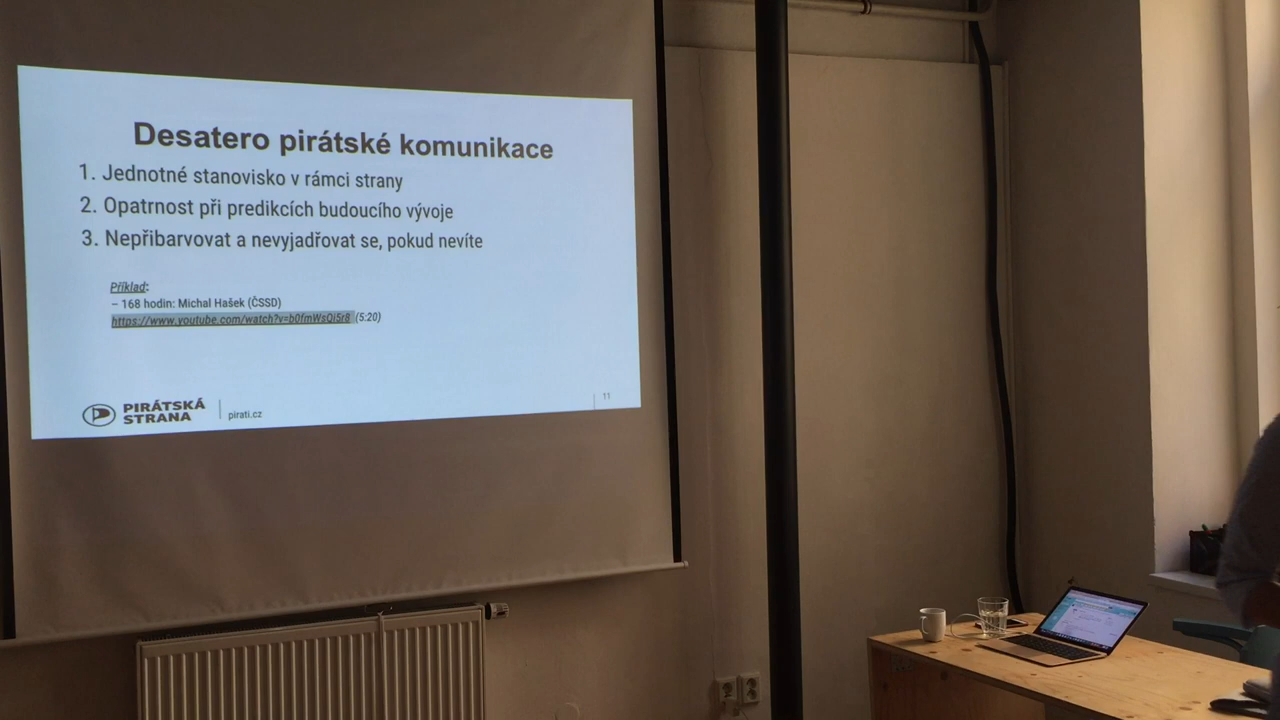 Desatero pirátské komunikace
1. Jednotné stanovisko v rámci strany
2. Opatrnost při predikcích budoucího vývoje
3. Nepřibarvovat a nevyjadřovat se, pokud nevíte
Příklad:
– 168 hodin: Michal Hašek (ČSSD)
https://www.youtube.com/watch?v=b0fmWsQi5r8 (5:20)
PIRÁTSKÁ
STRANA
pirati.cz
11